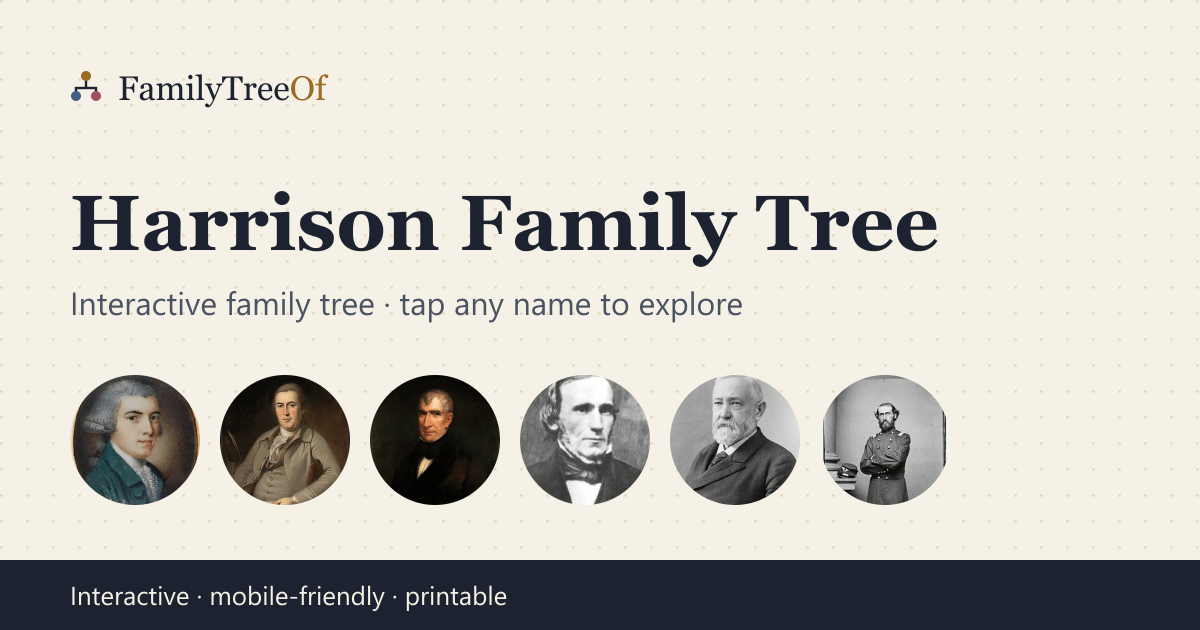 FamilyTreeOf
Harrison Family Tree
Interactive family tree · tap any name to explore
Interactive · mobile-friendly · printable